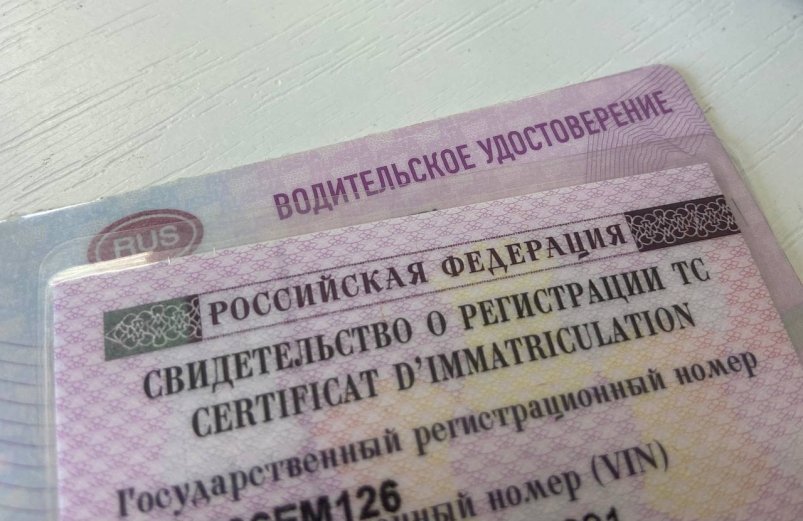 ВОДИТЕЛЬСКОЕ УДОСТОВЕРЕНИЕ
RUS
РОССИЙСКАЯ ФЕДЕРАЦИЯ
СВИДЕТЕЛЬСТВО О РЕГИСТРАЦИИ ТС
CERTIFICAT D'IMMATRICULATION
Государственный регистрационный номер
номер (VIN)